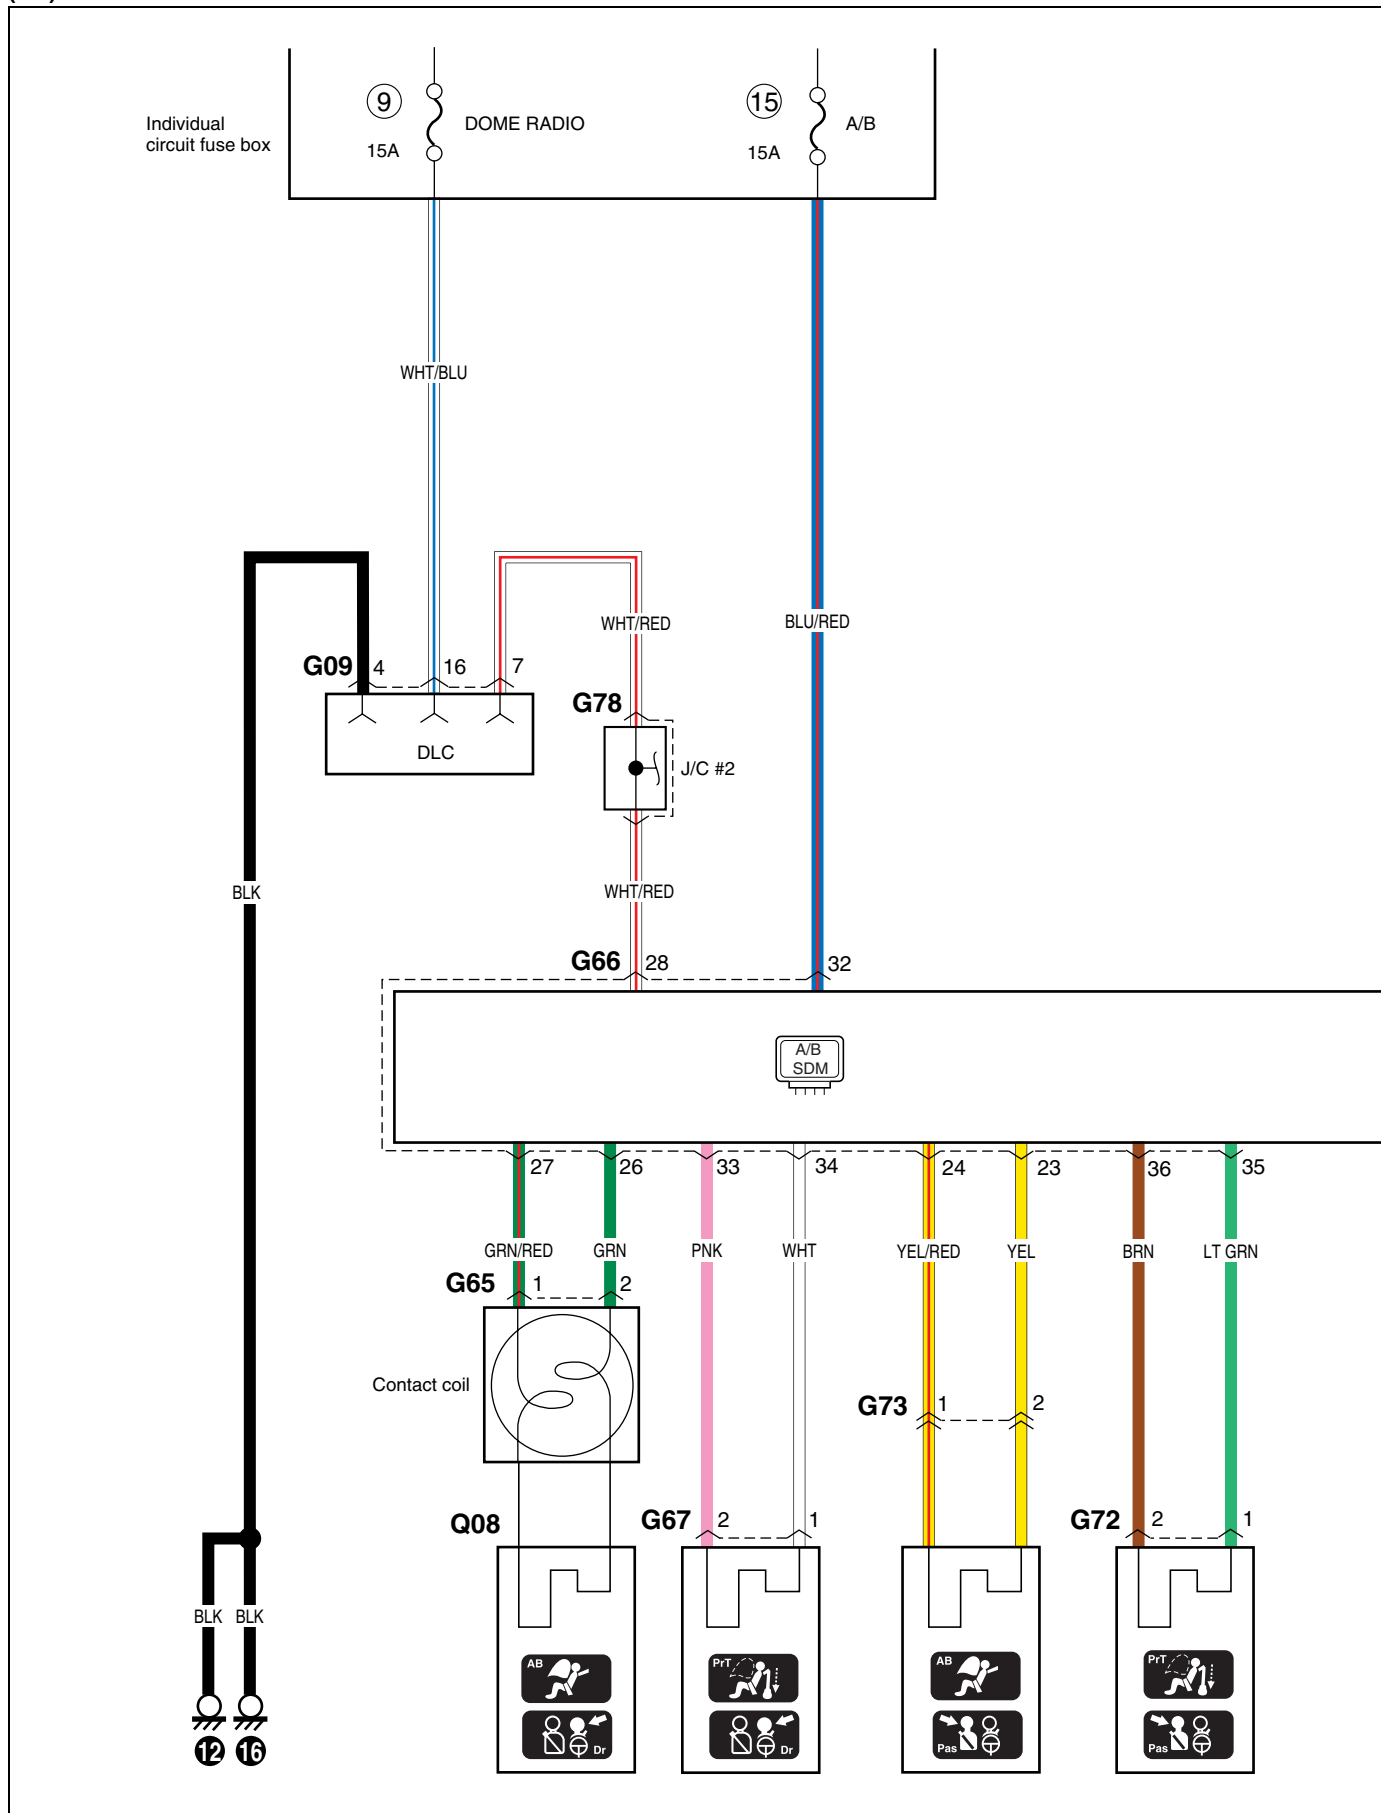 9
DOME RADIO
15
A/B
Individual
circuit fuse box
15A
15A
WHT/BLU
WHT/RED
BLU/RED
G09 4 16 7
G78
DLC
J/C #2
BLK
WHT/RED
G66 28 32
A/B
SDM
27 26 33 34 24 23 36 35
GRN/RED GRN PNK WHT YEL/RED YEL BRN LT GRN
G65 1 2
Contact coil
G73 1 2
Q08 G67 2 1 G72 2 1
BLK BLK
AB PrT AB PrT
Dr Dr Pas Pas
12 16